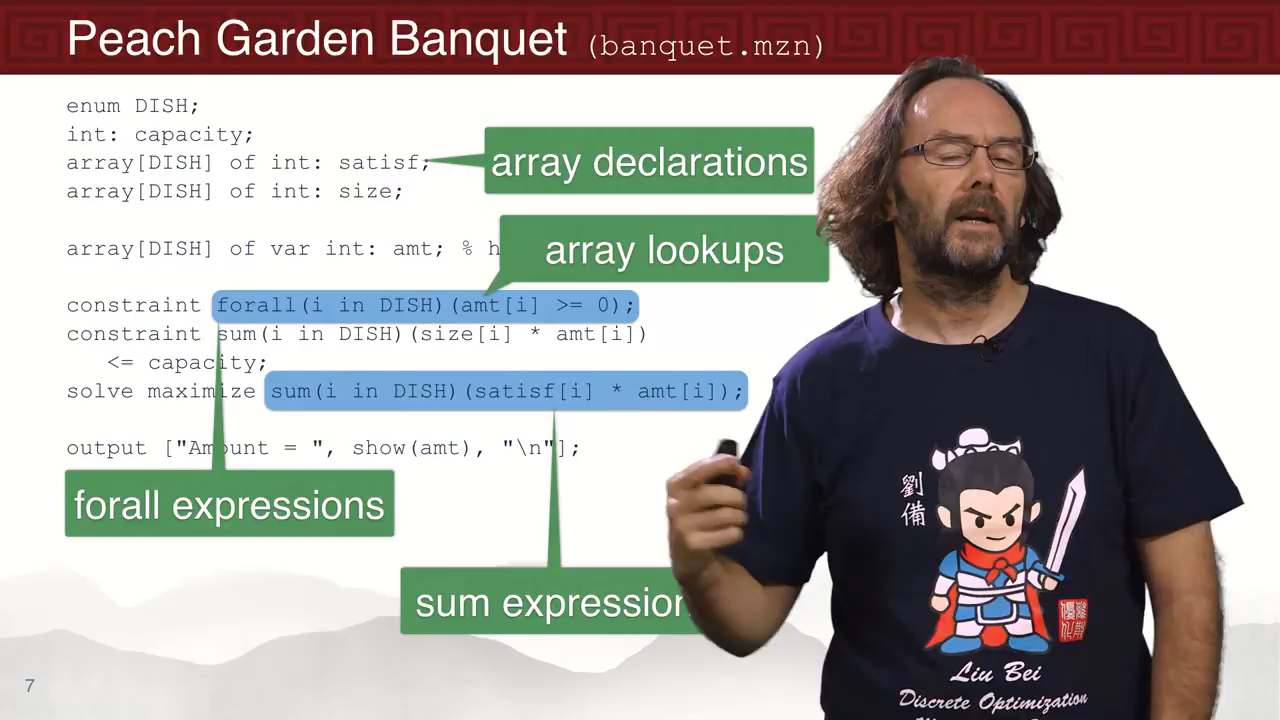 Peach Garden Banquet (banquet.mzn)
enum DISH;
int: capacity;
array[DISH] of int: satisf;
array[DISH] of int: size;
array declarations
array[DISH] of var int: amt; % h
array lookups
constraint forall(i in DISH)(amt[i] >= 0);
constraint sum(i in DISH)(size[i] * amt[i])
<= capacity;
solve maximize sum(i in DISH)(satisf[i] * amt[i]);
output ["Amount = ", show(amt), "\n"];
forall expressions
sum expression
劉備
Liu Bei
Discrete Optimization
7